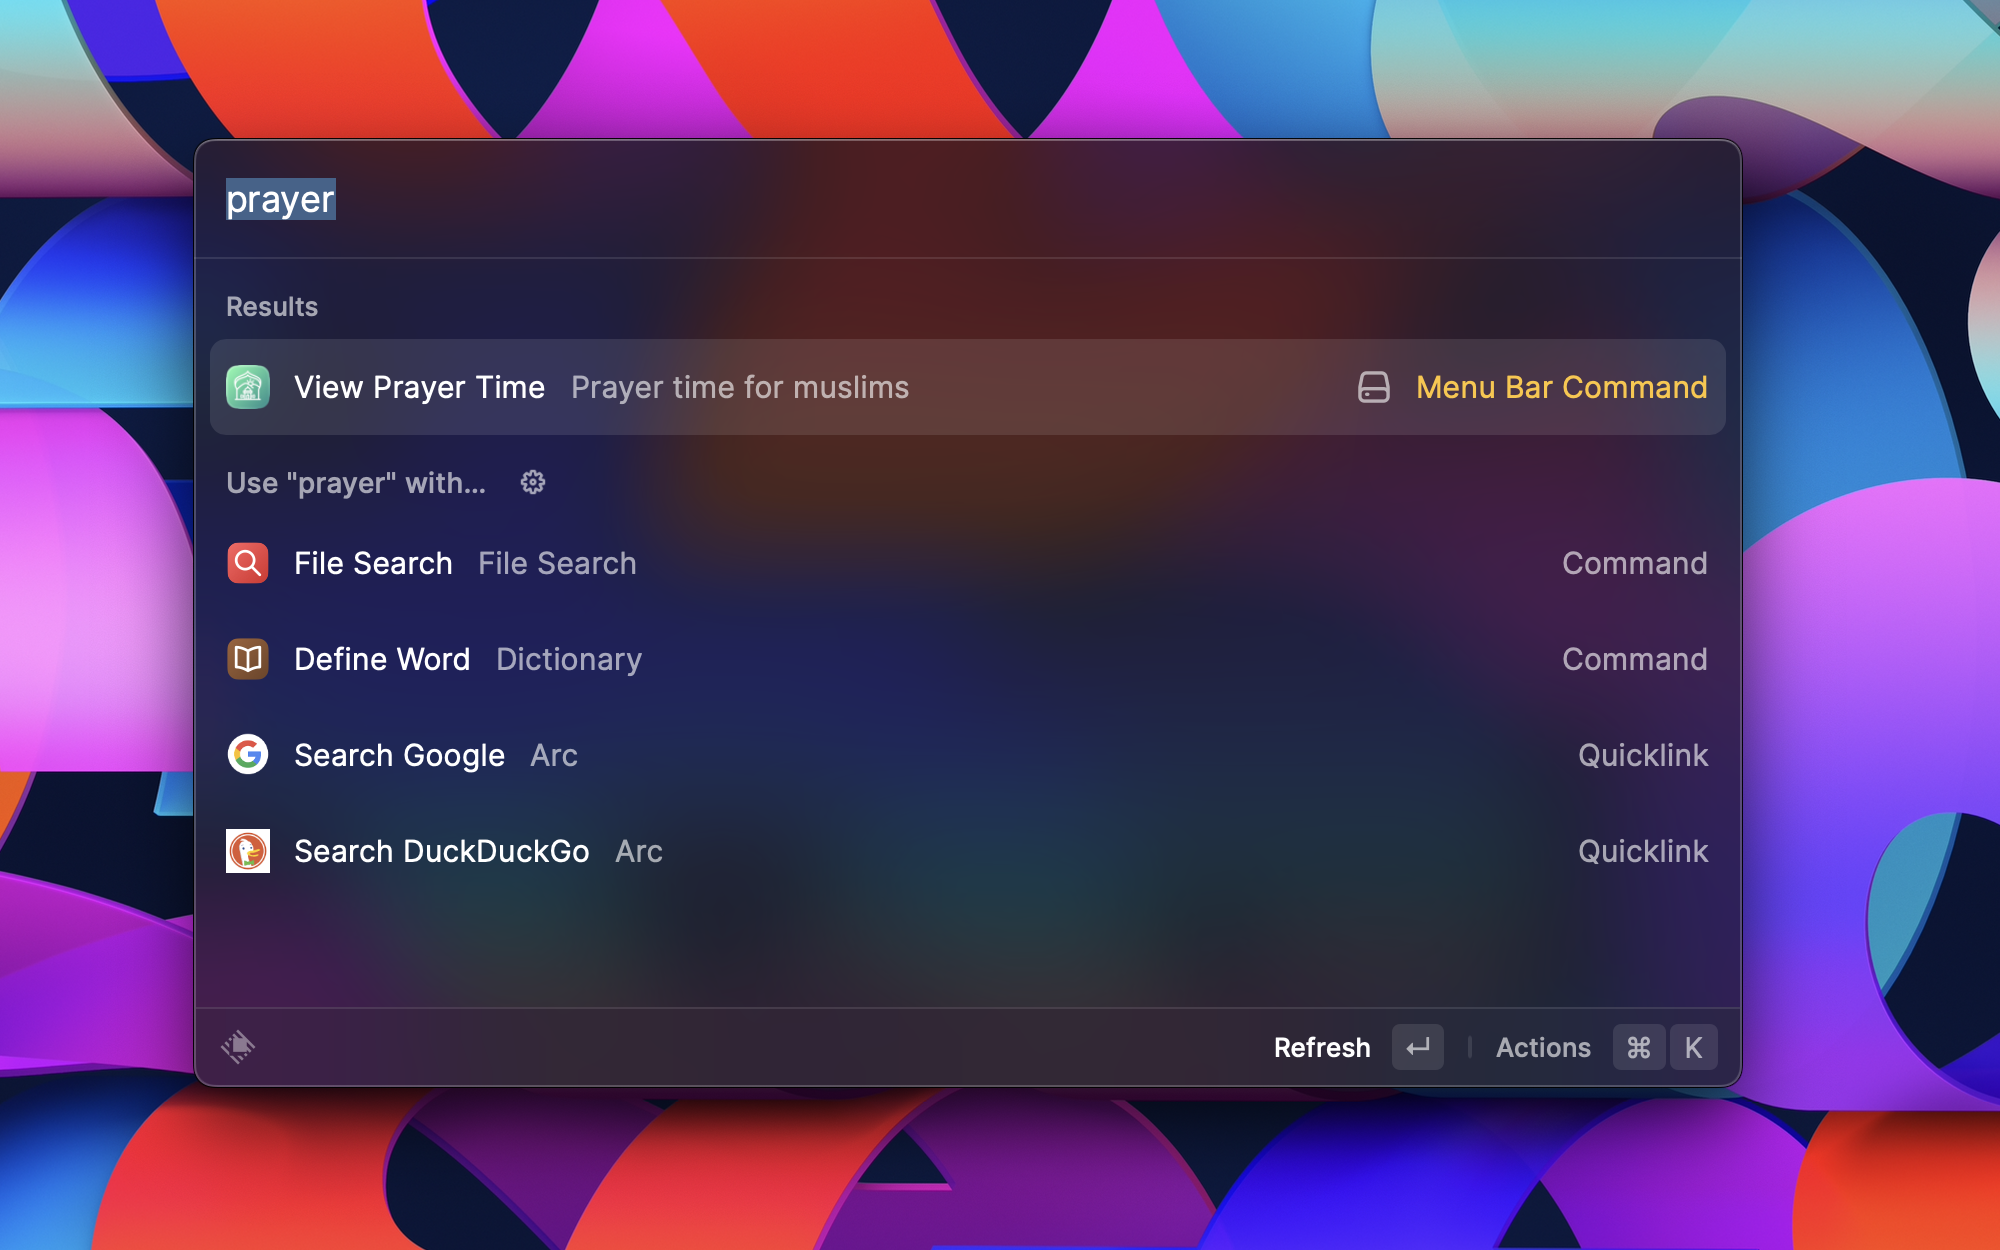 prayer
Results
View Prayer Time Prayer time for muslims Menu Bar Command
Use "prayer" with...
File Search File Search Command
Define Word Dictionary Command
Search Google Arc Quicklink
Search DuckDuckGo Arc Quicklink
Refresh ↵ Actions ⌘ K